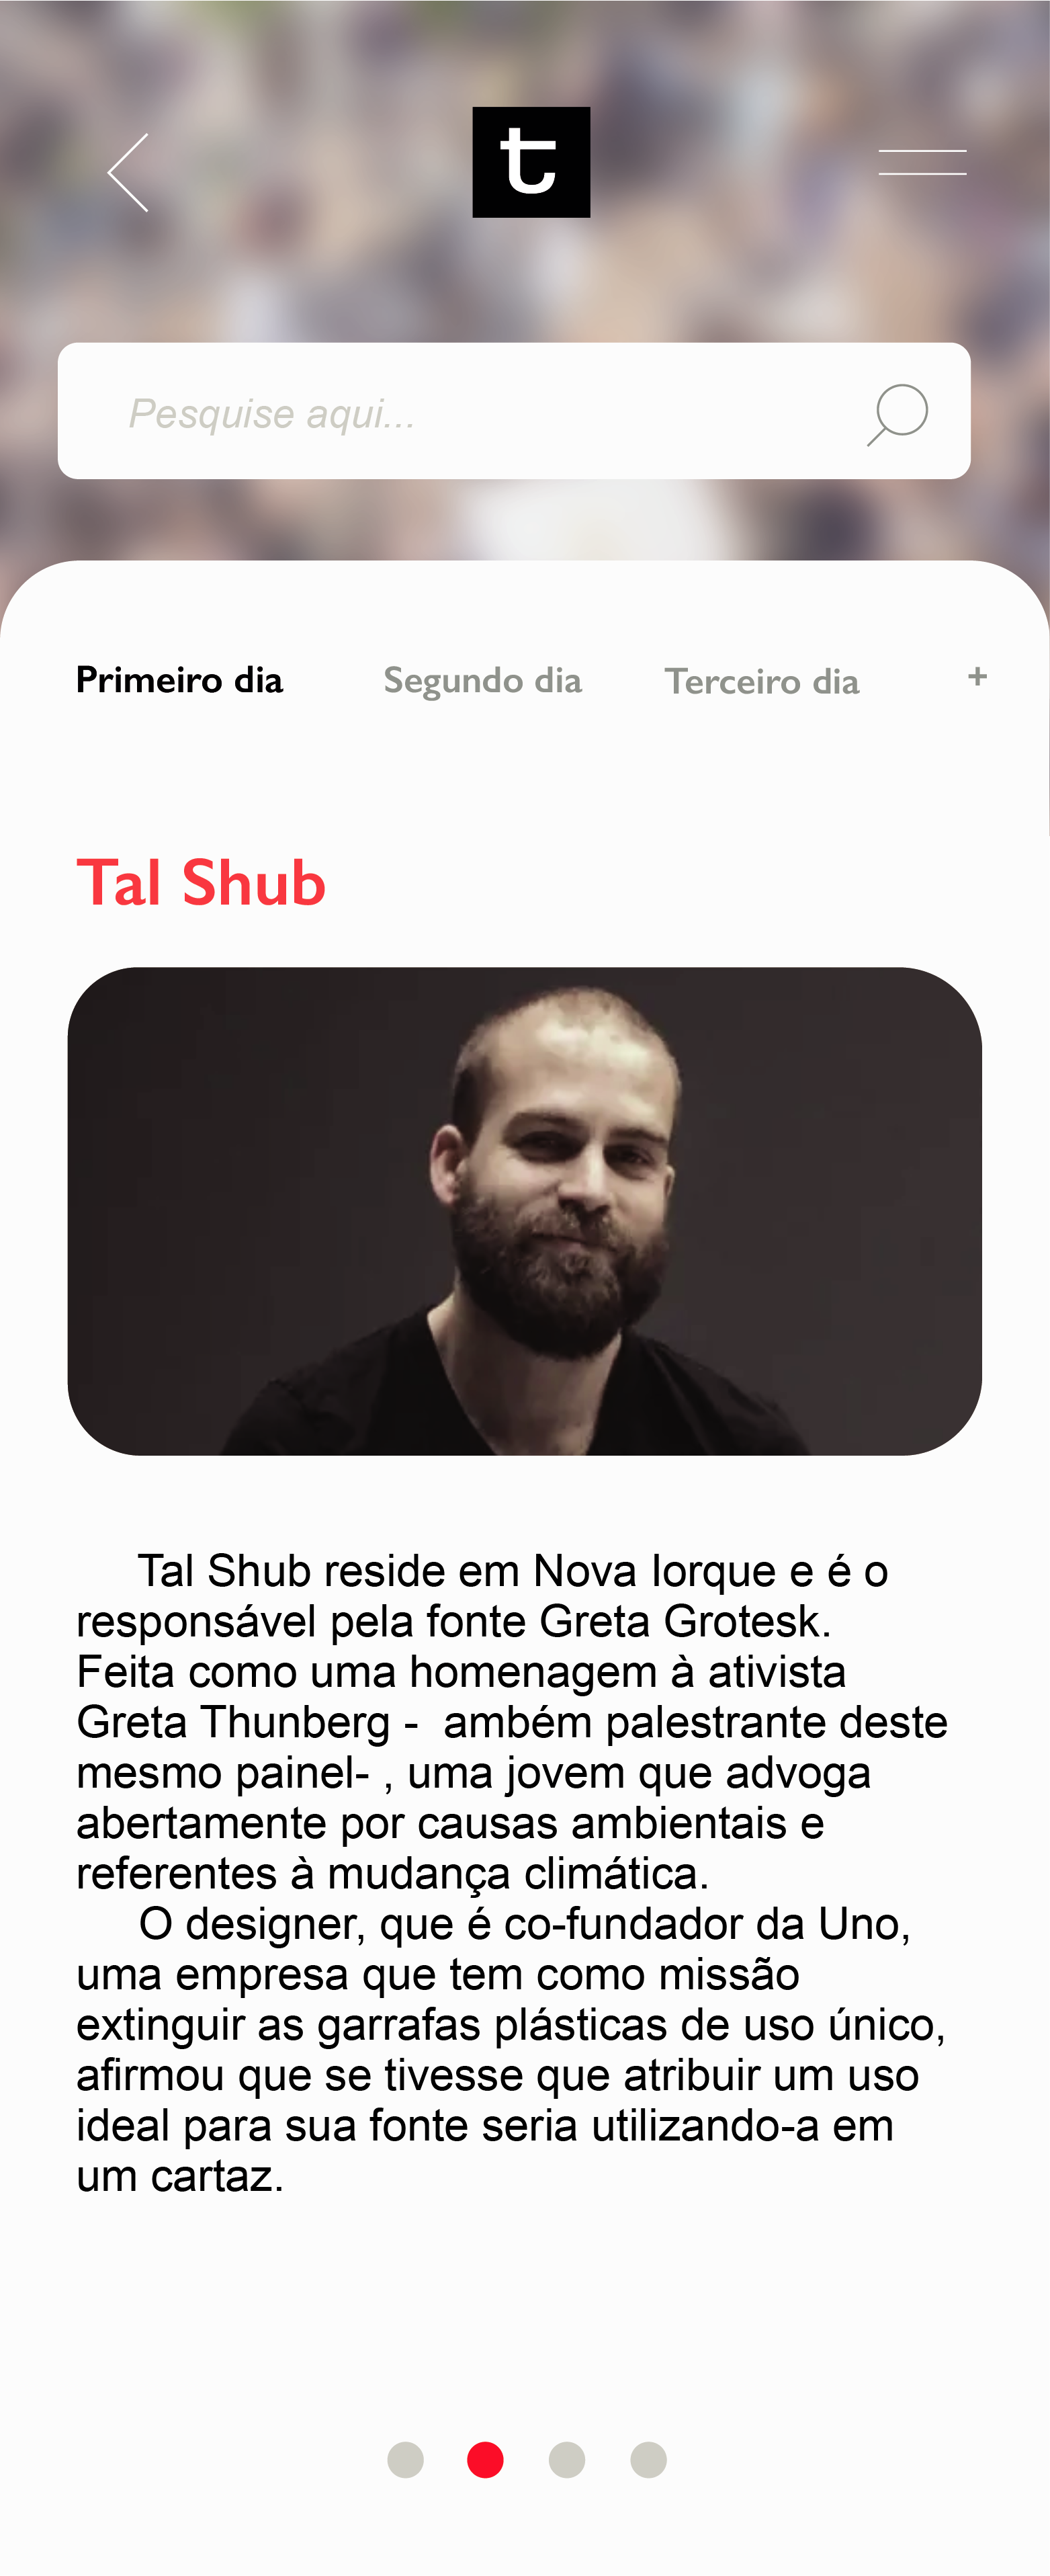 t
Pesquise aqui...
Primeiro dia Segundo dia Terceiro dia +
Tal Shub
Tal Shub reside em Nova Iorque e é o
responsável pela fonte Greta Grotesk.
Feita como uma homenagem à ativista
Greta Thunberg -  ambém palestrante deste
mesmo painel- , uma jovem que advoga
abertamente por causas ambientais e
referentes à mudança climática.
O designer, que é co-fundador da Uno,
uma empresa que tem como missão
extinguir as garrafas plásticas de uso único,
afirmou que se tivesse que atribuir um uso
ideal para sua fonte seria utilizando-a em
um cartaz.